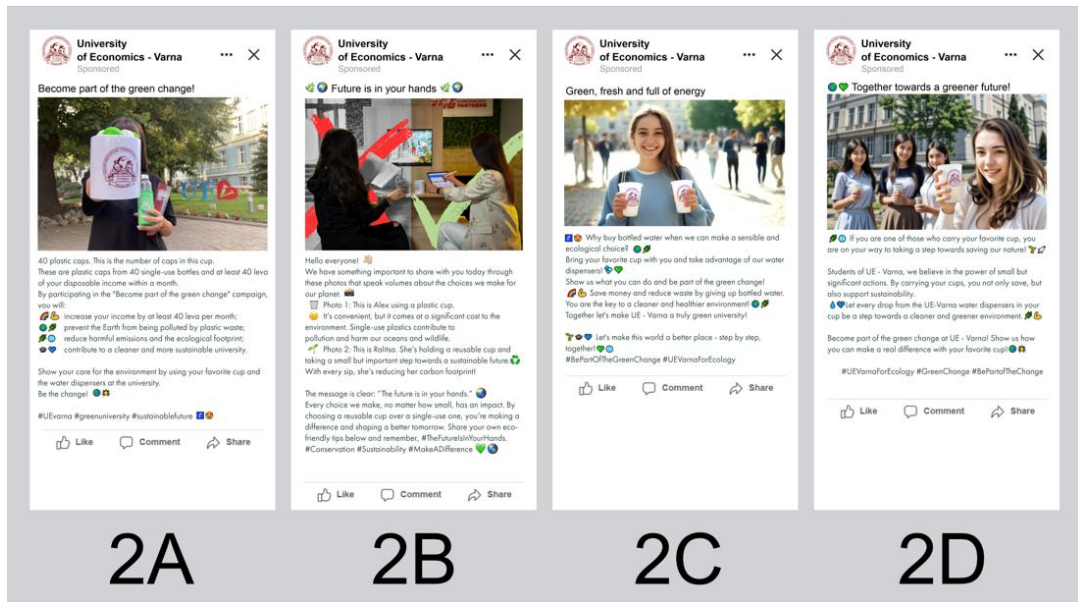 University
of Economics - Varna
Sponsored
Become part of the green change!
40 plastic caps. This is the number of caps in this cup.
These are plastic caps from 40 single-use bottles and at least 40 leva
of your disposable income within a month.
By participating in the "Become part of the green change" campaign,
you will:
🌈💪 increase your income by at least 40 leva per month;
prevent the Earth from being polluted by plastic waste;
reduce harmful emissions and the ecological footprint;
contribute to a cleaner and more sustainable university.
Show your care for the environment by using your favorite cup and
the water dispensers at the university.
Be the change!
#UEvarna #greenuniversity #sustainablefuture
Like Comment Share
2A
University
of Economics - Varna
Sponsored
🌿🌍 Future is in your hands 🌿🌍
PARTNERS
Hello everyone! 👋
We have something important to share with you today through
these photos that speak volumes about the choices we make for
our planet. 📸
Photo 1: This is Alex using a plastic cup.
It's convenient, but it comes at a significant cost to the
environment. Single-use plastics contribute to
pollution and harm our oceans and wildlife.
🌱 Photo 2: This is Ralitsa. She's holding a reusable cup and
taking a small but important step towards a sustainable future.♻️
With every sip, she's reducing her carbon footprint!
The message is clear: "The future is in your hands." 🌍
Every choice we make, no matter how small, has an impact. By
choosing a reusable cup over a single-use one, you're making a
difference and shaping a better tomorrow. Share your own eco-
friendly tips below and remember, #TheFutureIsInYourHands.
#Conservation #Sustainability #MakeADifference 💚🌍
Like Comment Share
2B
University
of Economics - Varna
Sponsored
Green, fresh and full of energy
Why buy bottled water when we can make a sensible and
ecological choice?
Bring your favorite cup with you and take advantage of our water
dispensers!
Show us what you can do and be part of the green change!
🌈💪 Save money and reduce waste by giving up bottled water.
You are the key to a cleaner and healthier environment!
Together let's make UE - Varna a truly green university!
Let's make this world a better place - step by step,
together!
#BePartOfTheGreenChange #UEVarnaForEcology
Like Comment Share
2C
University
of Economics - Varna
Sponsored
Together towards a greener future!
If you are one of those who carry your favorite cup, you
are on your way to taking a step towards saving our nature!
Students of UE - Varna, we believe in the power of small but
significant actions. By carrying your cups, you not only save, but
also support sustainability.
Let every drop from the UE-Varna water dispensers in your
cup be a step towards a cleaner and greener environment.
Become part of the green change at UE - Varna! Show us how
you can make a real difference with your favorite cup!
#UEVarnaForEcology #GreenChange #BePartofTheChange
Like Comment Share
2D